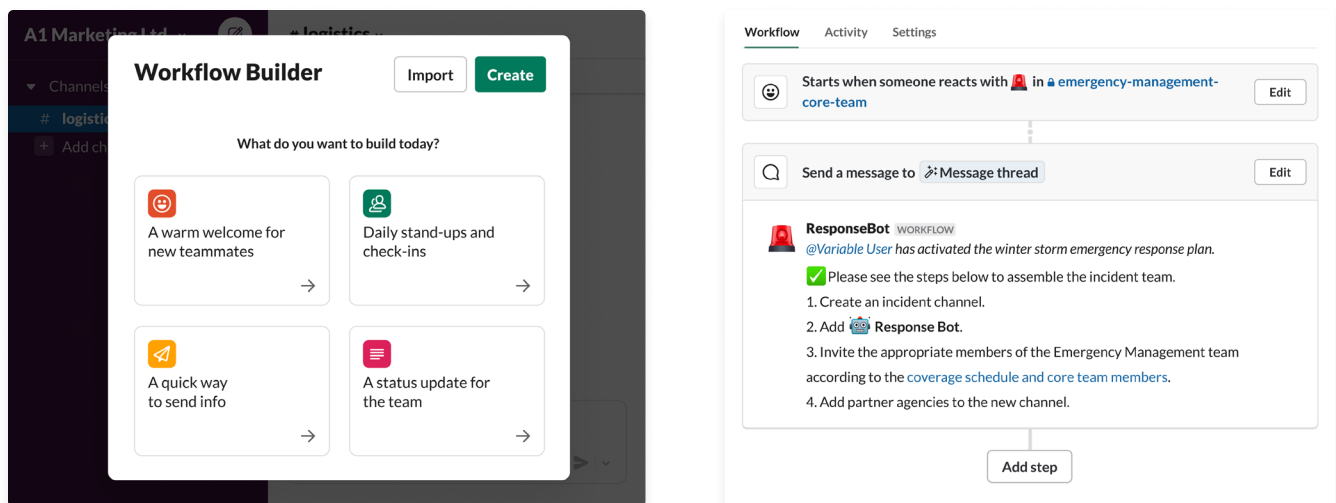 A1 Marketing Ltd
# logistics
Channels
# logistic
+ Add ch
Workflow Builder
Import
Create
What do you want to build today?
A warm welcome for
new teammates
Daily stand-ups and
check-ins
A quick way
to send info
A status update for
the team
Workflow Activity Settings
Starts when someone reacts with 🚨 in emergency-management-
core-team
Edit
Send a message to Message thread
Edit
ResponseBot WORKFLOW
@Variable User has activated the winter storm emergency response plan.
✅ Please see the steps below to assemble the incident team.
1. Create an incident channel.
2. Add 🤖 Response Bot.
3. Invite the appropriate members of the Emergency Management team
according to the coverage schedule and core team members.
4. Add partner agencies to the new channel.
Add step